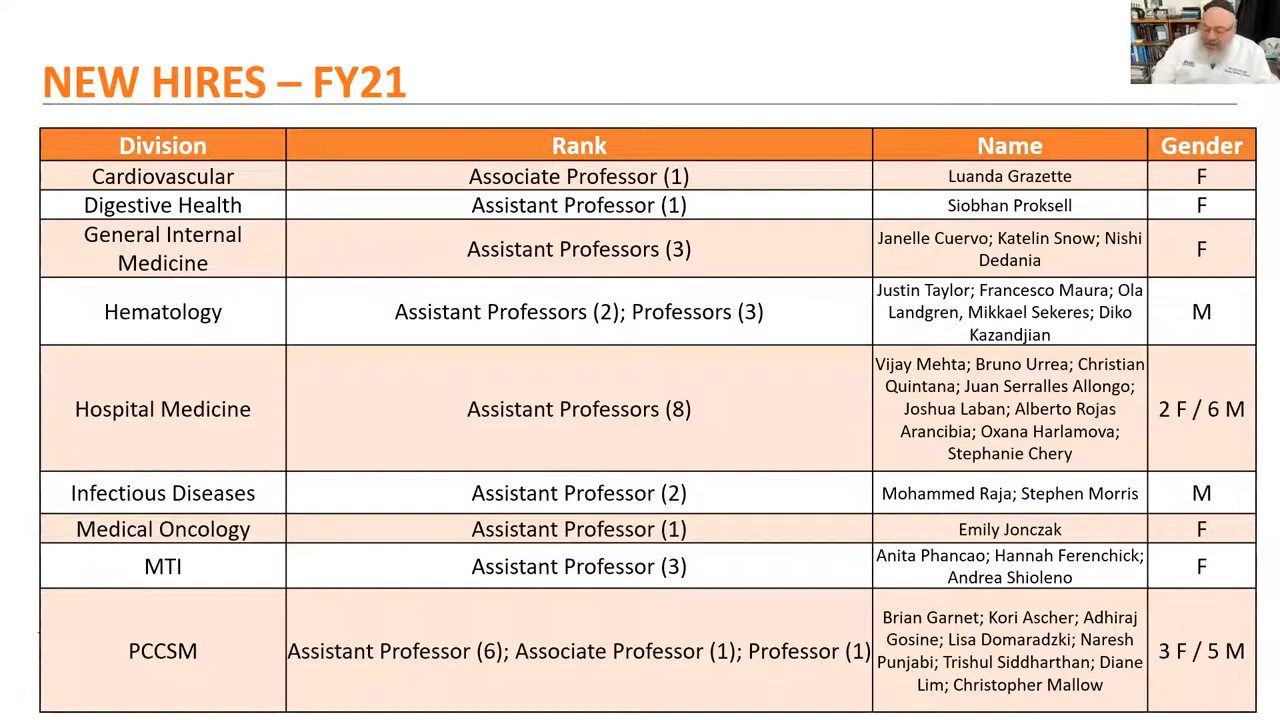 NEW HIRES – FY21
Division Rank Name Gender
Cardiovascular Associate Professor (1) Luanda Grazette F
Digestive Health Assistant Professor (1) Siobhan Proksell F
General Internal
Medicine
Assistant Professors (3)
Janelle Cuervo; Katelin Snow; Nishi
Dedania
F
Hematology
Assistant Professors (2); Professors (3)
Justin Taylor; Francesco Maura; Ola
Landgren, Mikkael Sekeres; Diko
Kazandjian
M
Hospital Medicine
Assistant Professors (8)
Vijay Mehta; Bruno Urrea; Christian
Quintana; Juan Serralles Allongo;
Joshua Laban; Alberto Rojas
Arancibia; Oxana Harlamova;
Stephanie Chery
2 F / 6 M
Infectious Diseases Assistant Professor (2) Mohammed Raja; Stephen Morris M
Medical Oncology Assistant Professor (1) Emily Jonczak F
MTI
Assistant Professor (3)
Anita Phancao; Hannah Ferenchick;
Andrea Shioleno
F
PCCSM
Assistant Professor (6); Associate Professor (1); Professor (1)
Brian Garnet; Kori Ascher; Adhiraj
Gosine; Lisa Domaradzki; Naresh
Punjabi; Trishul Siddharthan; Diane
Lim; Christopher Mallow
3 F / 5 M